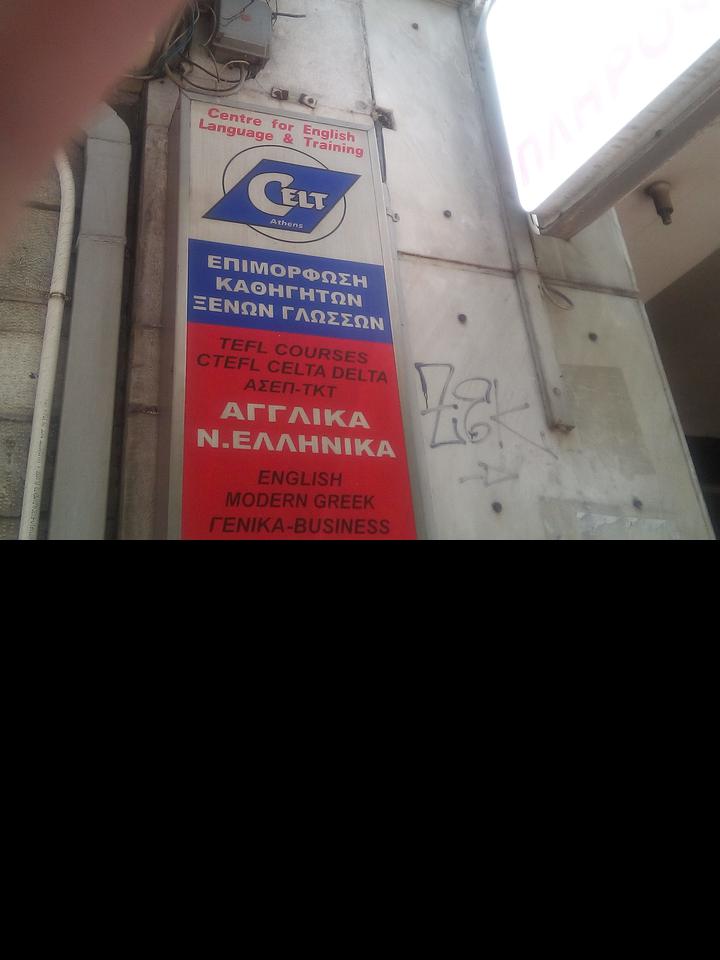 Centre for English
Language & Training
CELT
Athens
ΕΠΙΜΟΡΦΩΣΗ
ΚΑΘΗΓΗΤΩΝ
ΞΕΝΩΝ ΓΛΩΣΣΩΝ
TEFL COURSES
CTEFL CELTA DELTA
ΑΣΕΠ-ΤΚΤ
ΑΓΓΛΙΚΑ
Ν.ΕΛΛΗΝΙΚΑ
ENGLISH
MODERN GREEK
ΓΕΝΙΚΑ-BUSINESS